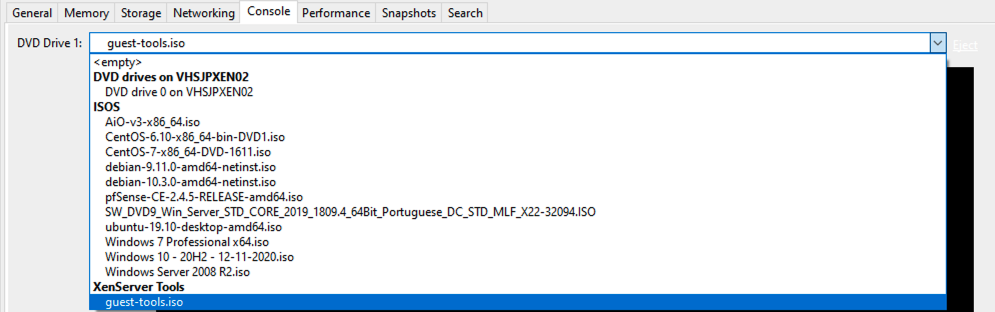 General Memory Storage Networking Console Performance Snapshots Search
DVD Drive 1: guest-tools.iso Eject
<empty>
DVD drives on VHSJPXEN02
DVD drive 0 on VHSJPXEN02
ISOS
AiO-v3-x86_64.iso
CentOS-6.10-x86_64-bin-DVD1.iso
CentOS-7-x86_64-DVD-1611.iso
debian-9.11.0-amd64-netinst.iso
debian-10.3.0-amd64-netinst.iso
pfSense-CE-2.4.5-RELEASE-amd64.iso
SW_DVD9_Win_Server_STD_CORE_2019_1809.4_64Bit_Portuguese_DC_STD_MLF_X22-32094.ISO
ubuntu-19.10-desktop-amd64.iso
Windows 7 Professional x64.iso
Windows 10 - 20H2 - 12-11-2020.iso
Windows Server 2008 R2.iso
XenServer Tools
guest-tools.iso